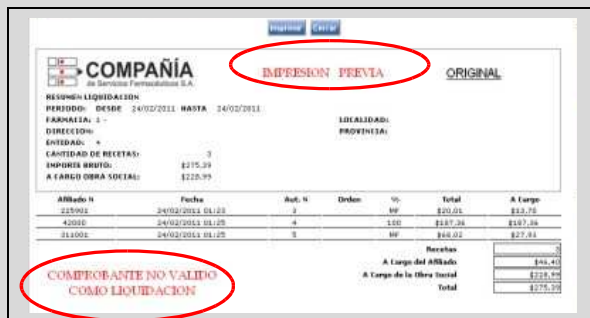 Imprimir Cerrar
COMPAÑÍA
de Servicios Farmacéuticos S.A.
IMPRESION PREVIA
ORIGINAL
RESUMEN LIQUIDACION
PERIODO: DESDE 24/02/2011 HASTA 24/02/2011
FARMACIA: 1 -
LOCALIDAD:
DIRECCION:
PROVINCIA:
ENTIDAD: 4
CANTIDAD DE RECETAS: 3
IMPORTE BRUTO: $275,39
A CARGO OBRA SOCIAL: $228,99
Afiliado N Fecha Aut. N Orden % Total A Cargo
225901 24/02/2011 01:23 3 MF $20,01 $13,78
42000 24/02/2011 01:25 4 100 $187,36 $187,36
311001 24/02/2011 01:25 5 MF $68,02
Recetas 3
A Cargo del Afiliado $46,40
A Cargo de la Obra Social $228,99
Total $275,39
COMPROBANTE NO VALIDO
COMO LIQUIDACION